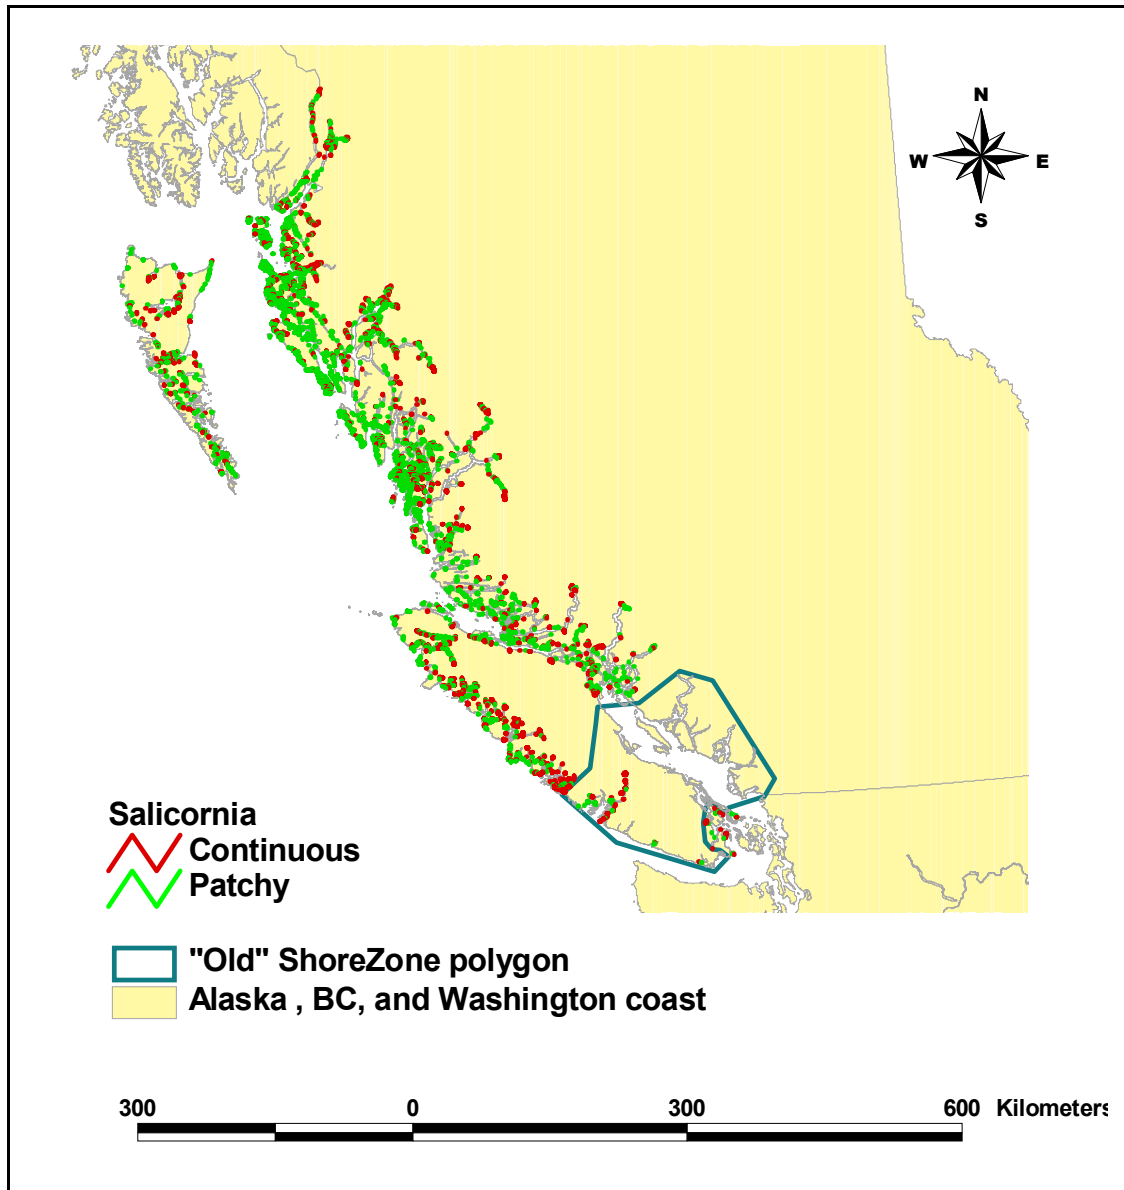 N
W E
S
Salicornia
Continuous
Patchy
"Old" ShoreZone polygon
Alaska , BC, and Washington coast
300 0 300 600 Kilometers